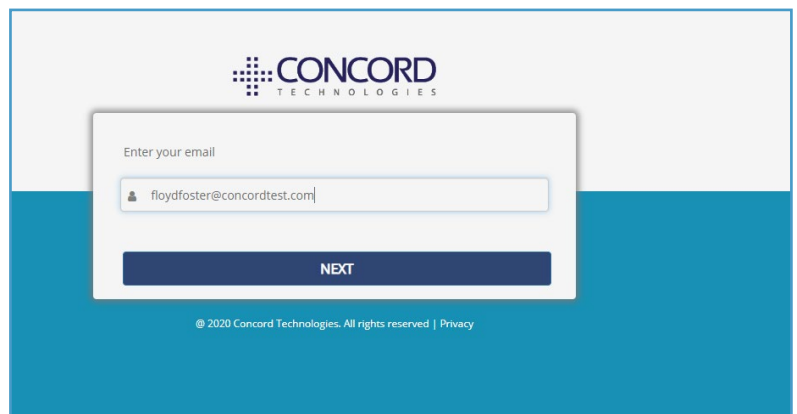 CONCORD
TECHNOLOGIES
Enter your email
floydfoster@concordtest.com
NEXT
@ 2020 Concord Technologies. All rights reserved | Privacy